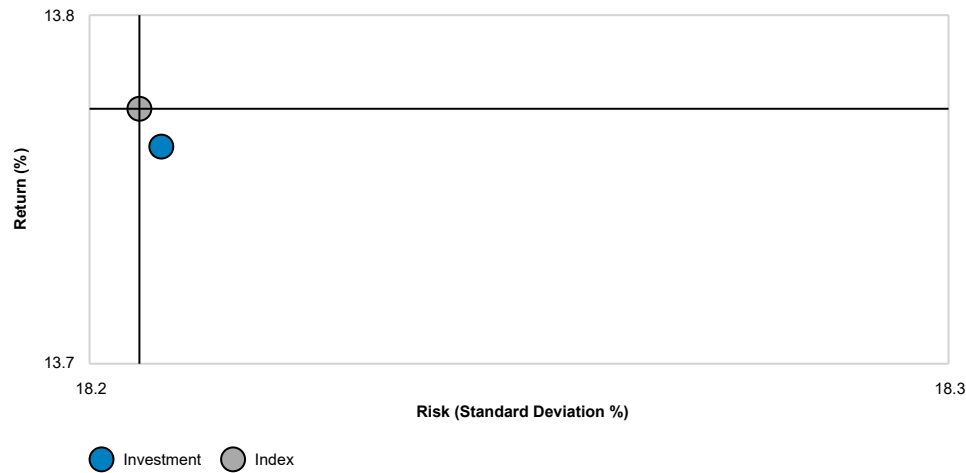 13.8
Return (%)
13.7
18.2
18.3
Risk (Standard Deviation %)
Investment
Index